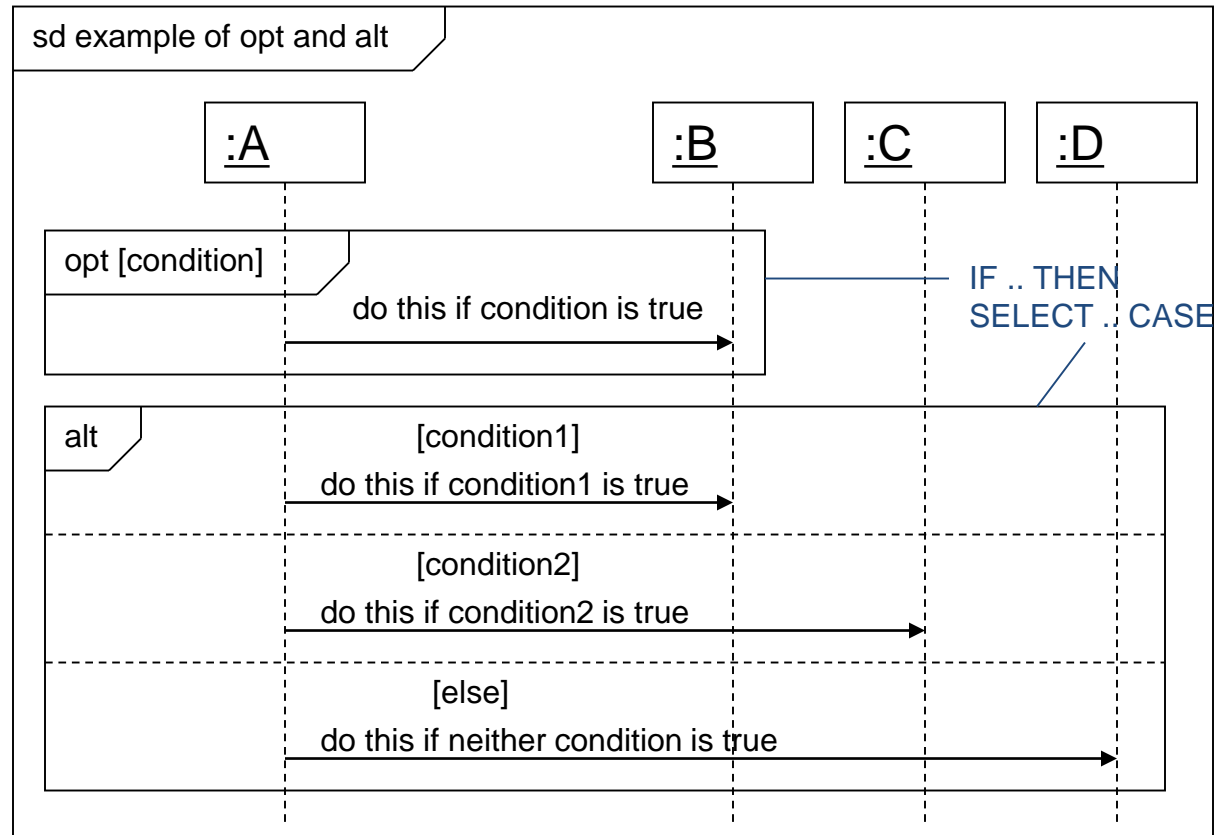 sd example of opt and alt
:A
:B
:C
:D
opt [condition]
do this if condition is true
IF .. THEN
SELECT .. CASE
alt
[condition1]
do this if condition1 is true
[condition2]
do this if condition2 is true
[else]
do this if neither condition is true